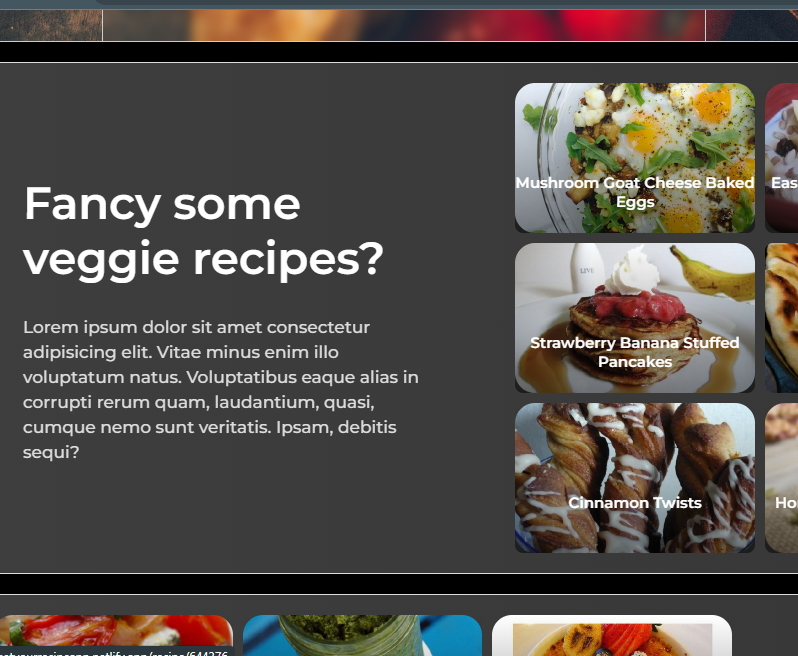 Fancy some
veggie recipes?
Lorem ipsum dolor sit amet consectetur
adipisicing elit. Vitae minus enim illo
voluptatum natus. Voluptatibus eaque alias in
corrupti rerum quam, laudantium, quasi,
cumque nemo sunt veritatis. Ipsam, debitis
sequi?
Mushroom Goat Cheese Baked
Eggs
Eas
LIVE
Strawberry Banana Stuffed
Pancakes
Cinnamon Twists
Ho